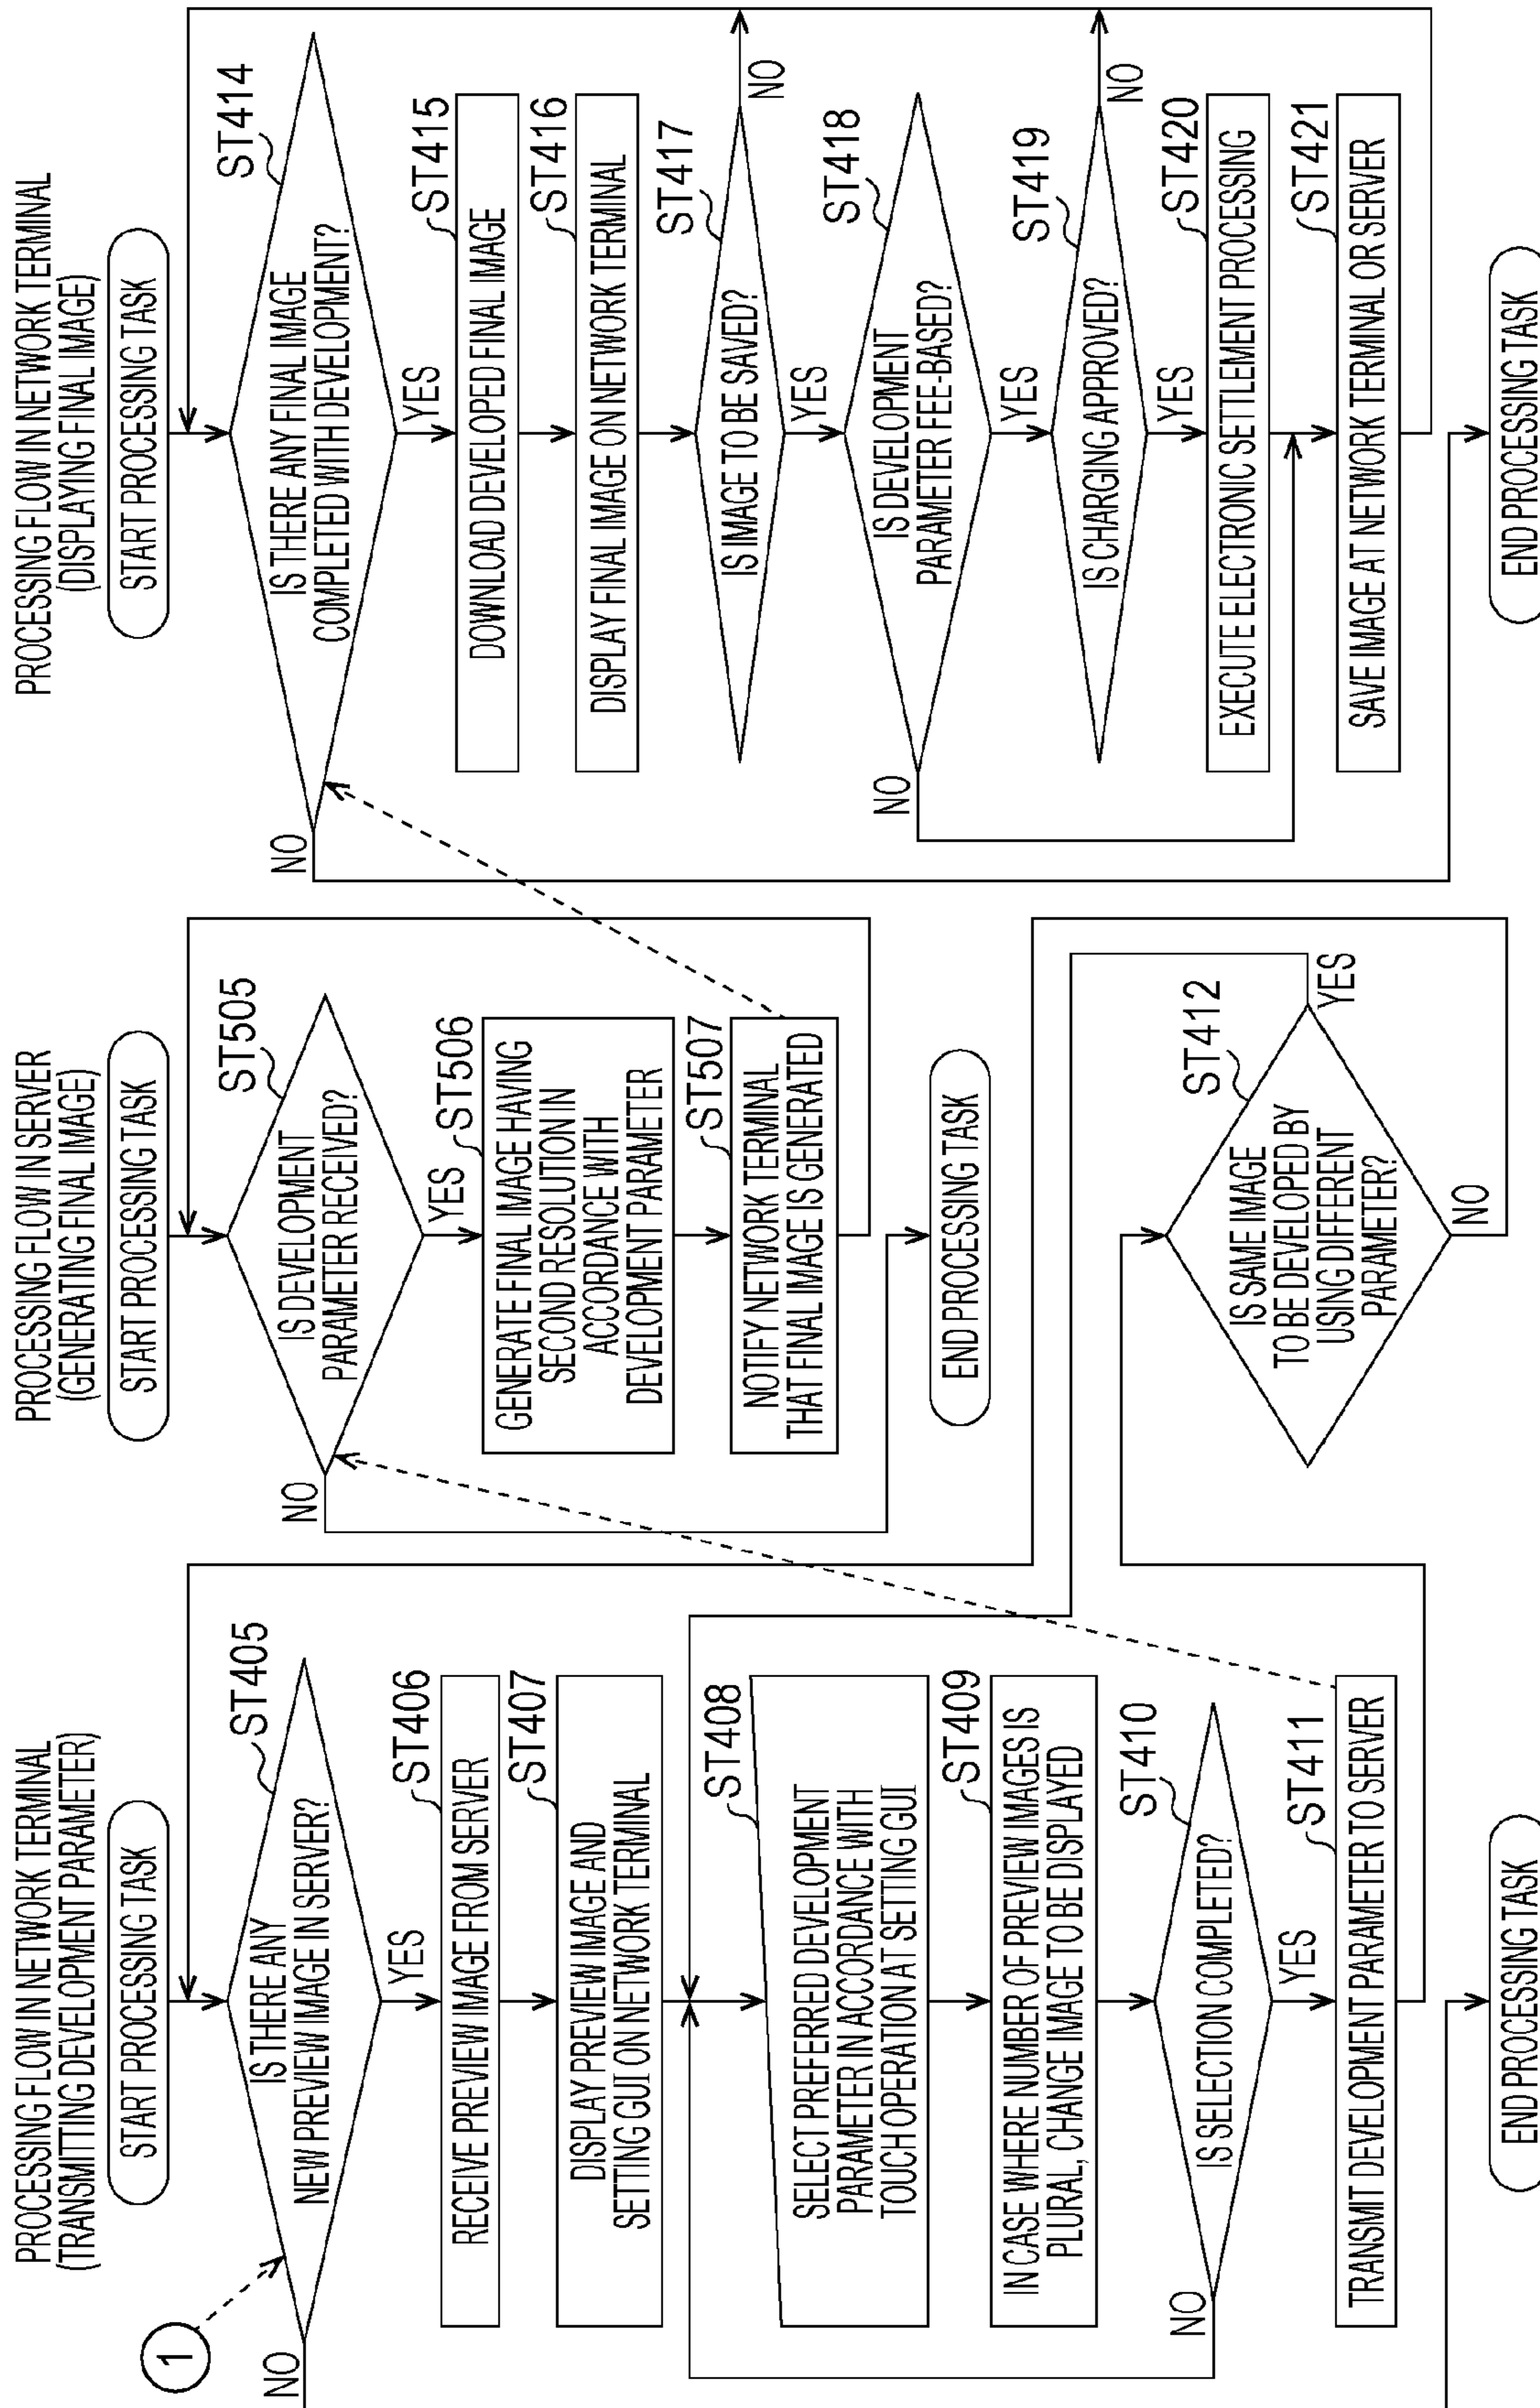 PROCESSING FLOW IN NETWORK TERMINAL
(TRANSMITTING DEVELOPMENT PARAMETER)
START PROCESSING TASK
1
ST405
IS THERE ANY
NEW PREVIEW IMAGE IN SERVER?
NO
YES
ST406
RECEIVE PREVIEW IMAGE FROM SERVER
ST407
DISPLAY PREVIEW IMAGE AND
SETTING GUI ON NETWORK TERMINAL
ST408
SELECT PREFERRED DEVELOPMENT
PARAMETER IN ACCORDANCE WITH
TOUCH OPERATION AT SETTING GUI
ST409
IN CASE WHERE NUMBER OF PREVIEW IMAGES IS
PLURAL, CHANGE IMAGE TO BE DISPLAYED
ST410
IS SELECTION COMPLETED?
NO
YES
ST411
TRANSMIT DEVELOPMENT PARAMETER TO SERVER
END PROCESSING TASK
ST412
IS SAME IMAGE
TO BE DEVELOPED BY
USING DIFFERENT
PARAMETER?
YES
NO
PROCESSING FLOW IN SERVER
(GENERATING FINAL IMAGE)
START PROCESSING TASK
ST505
IS DEVELOPMENT
PARAMETER RECEIVED?
NO
YES
ST506
GENERATE FINAL IMAGE HAVING
SECOND RESOLUTION IN
ACCORDANCE WITH
DEVELOPMENT PARAMETER
ST507
NOTIFY NETWORK TERMINAL
THAT FINAL IMAGE IS GENERATED
END PROCESSING TASK
PROCESSING FLOW IN NETWORK TERMINAL
(DISPLAYING FINAL IMAGE)
START PROCESSING TASK
ST414
IS THERE ANY FINAL IMAGE
COMPLETED WITH DEVELOPMENT?
NO
YES
ST415
DOWNLOAD DEVELOPED FINAL IMAGE
ST416
DISPLAY FINAL IMAGE ON NETWORK TERMINAL
ST417
IS IMAGE TO BE SAVED?
NO
YES
ST418
IS DEVELOPMENT
PARAMETER FEE-BASED?
NO
YES
ST419
IS CHARGING APPROVED?
NO
YES
ST420
EXECUTE ELECTRONIC SETTLEMENT PROCESSING
ST421
SAVE IMAGE AT NETWORK TERMINAL OR SERVER
END PROCESSING TASK